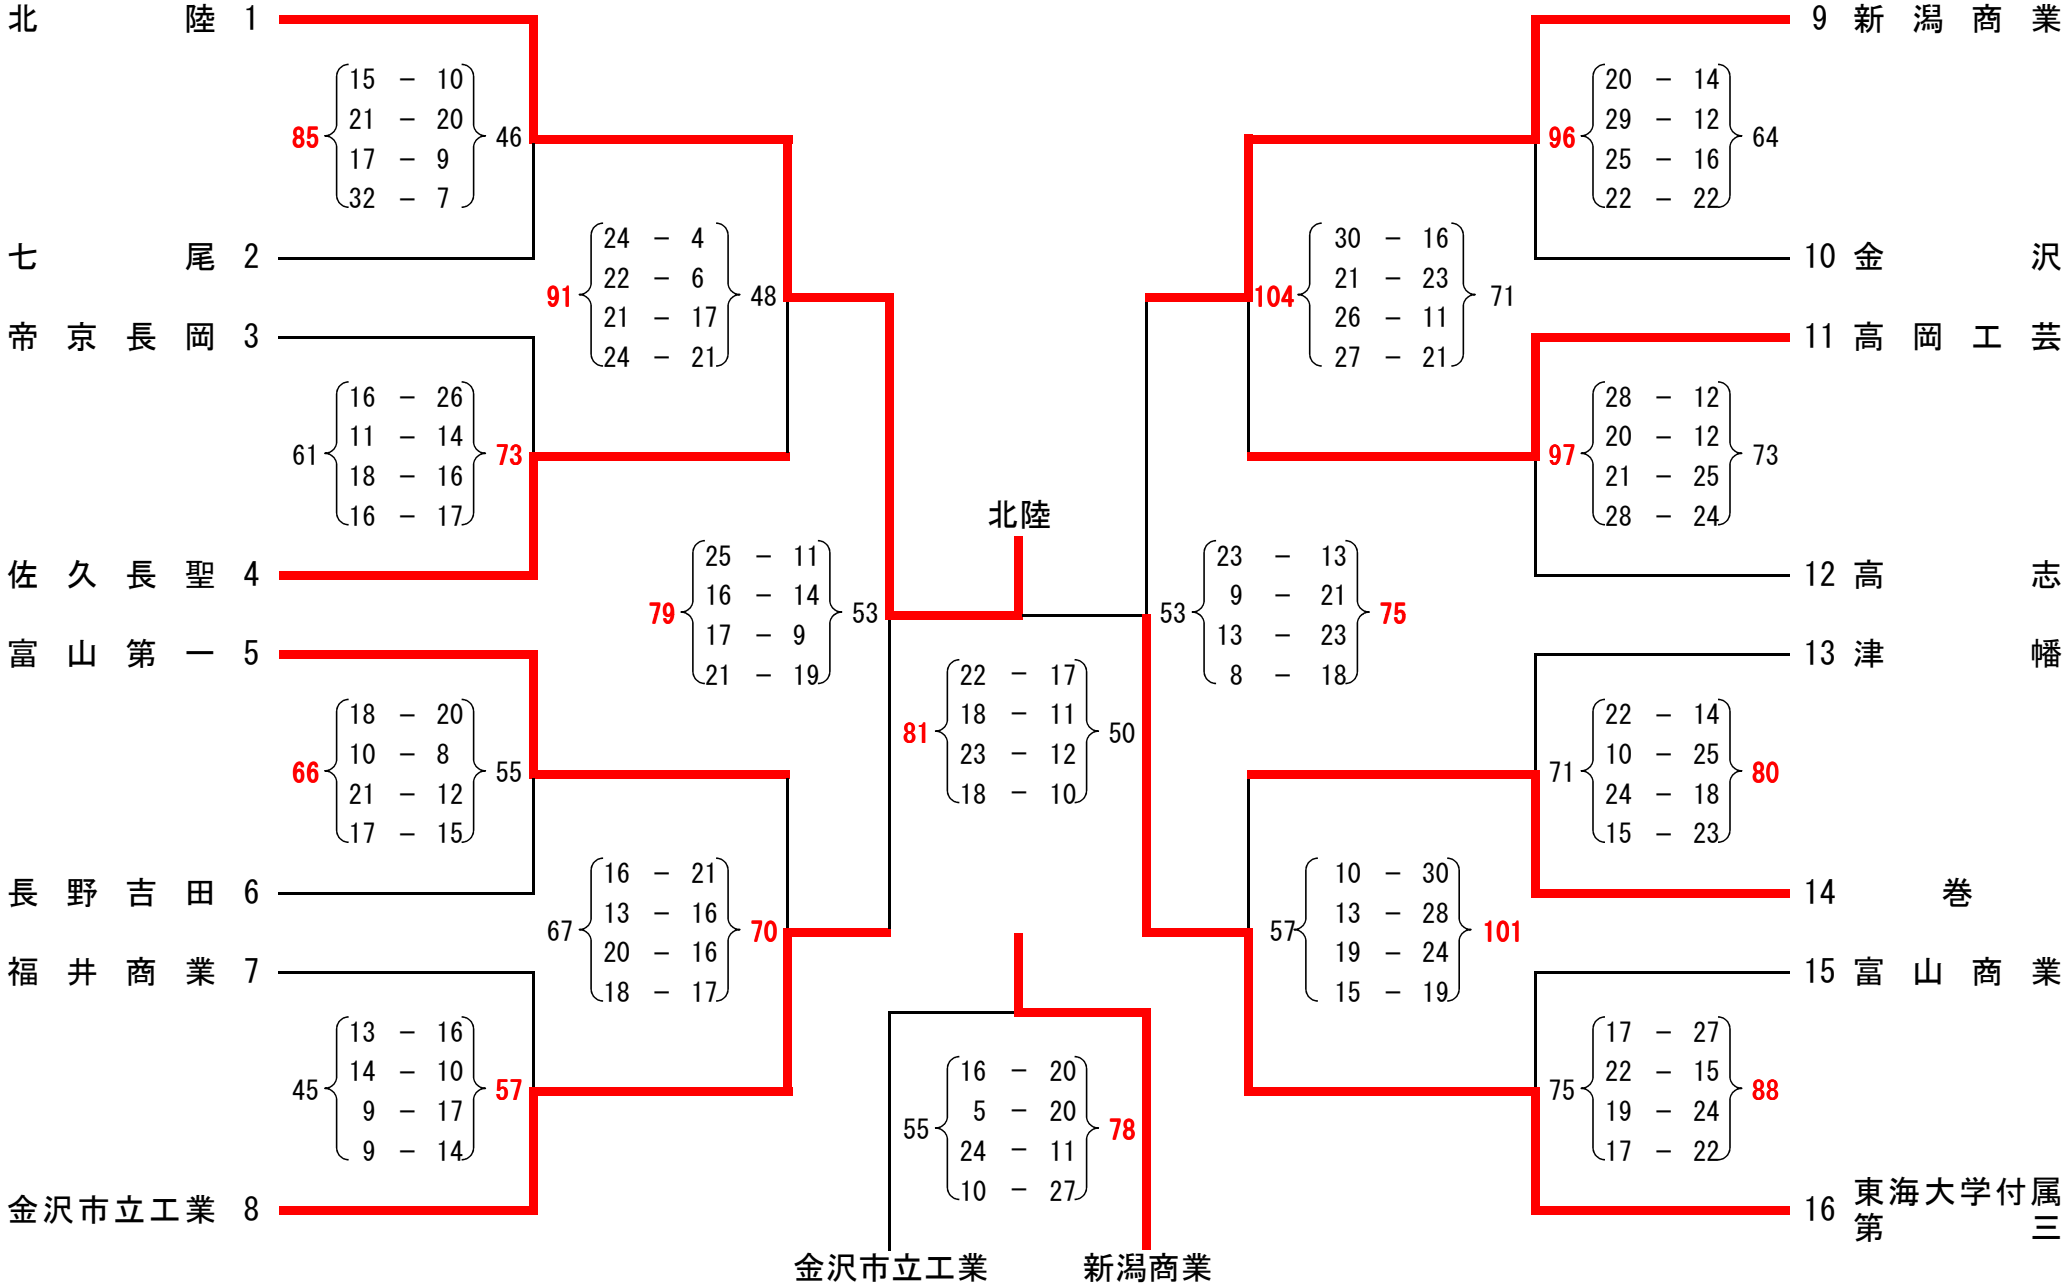 北陸 1
15 － 10
21 － 20
17 － 9
32 － 7
85
46
七尾 2
帝京長岡 3
16 － 26
11 － 14
18 － 16
16 － 17
61
73
佐久長聖 4
24 － 4
22 － 6
21 － 17
24 － 21
91
48
富山第一 5
18 － 20
10 － 8
21 － 12
17 － 15
66
55
長野吉田 6
福井商業 7
13 － 16
14 － 10
9 － 17
9 － 14
45
57
金沢市立工業 8
16 － 21
13 － 16
20 － 16
18 － 17
67
70
25 － 11
16 － 14
17 － 9
21 － 19
79
53
北陸
22 － 17
18 － 11
23 － 12
18 － 10
81
50
16 － 20
5 － 20
24 － 11
10 － 27
55
78
金沢市立工業
新潟商業
23 － 13
9 － 21
13 － 23
8 － 18
53
75
30 － 16
21 － 23
26 － 11
27 － 21
104
71
10 － 30
13 － 28
19 － 24
15 － 19
57
101
9 新潟商業
20 － 14
29 － 12
25 － 16
22 － 22
96
64
10 金沢
11 高岡工芸
28 － 12
20 － 12
21 － 25
28 － 24
97
73
12 高志
13 津幡
22 － 14
10 － 25
24 － 18
15 － 23
71
80
14 巻
15 富山商業
17 － 27
22 － 15
19 － 24
17 － 22
75
88
16 東海大学付属
第三